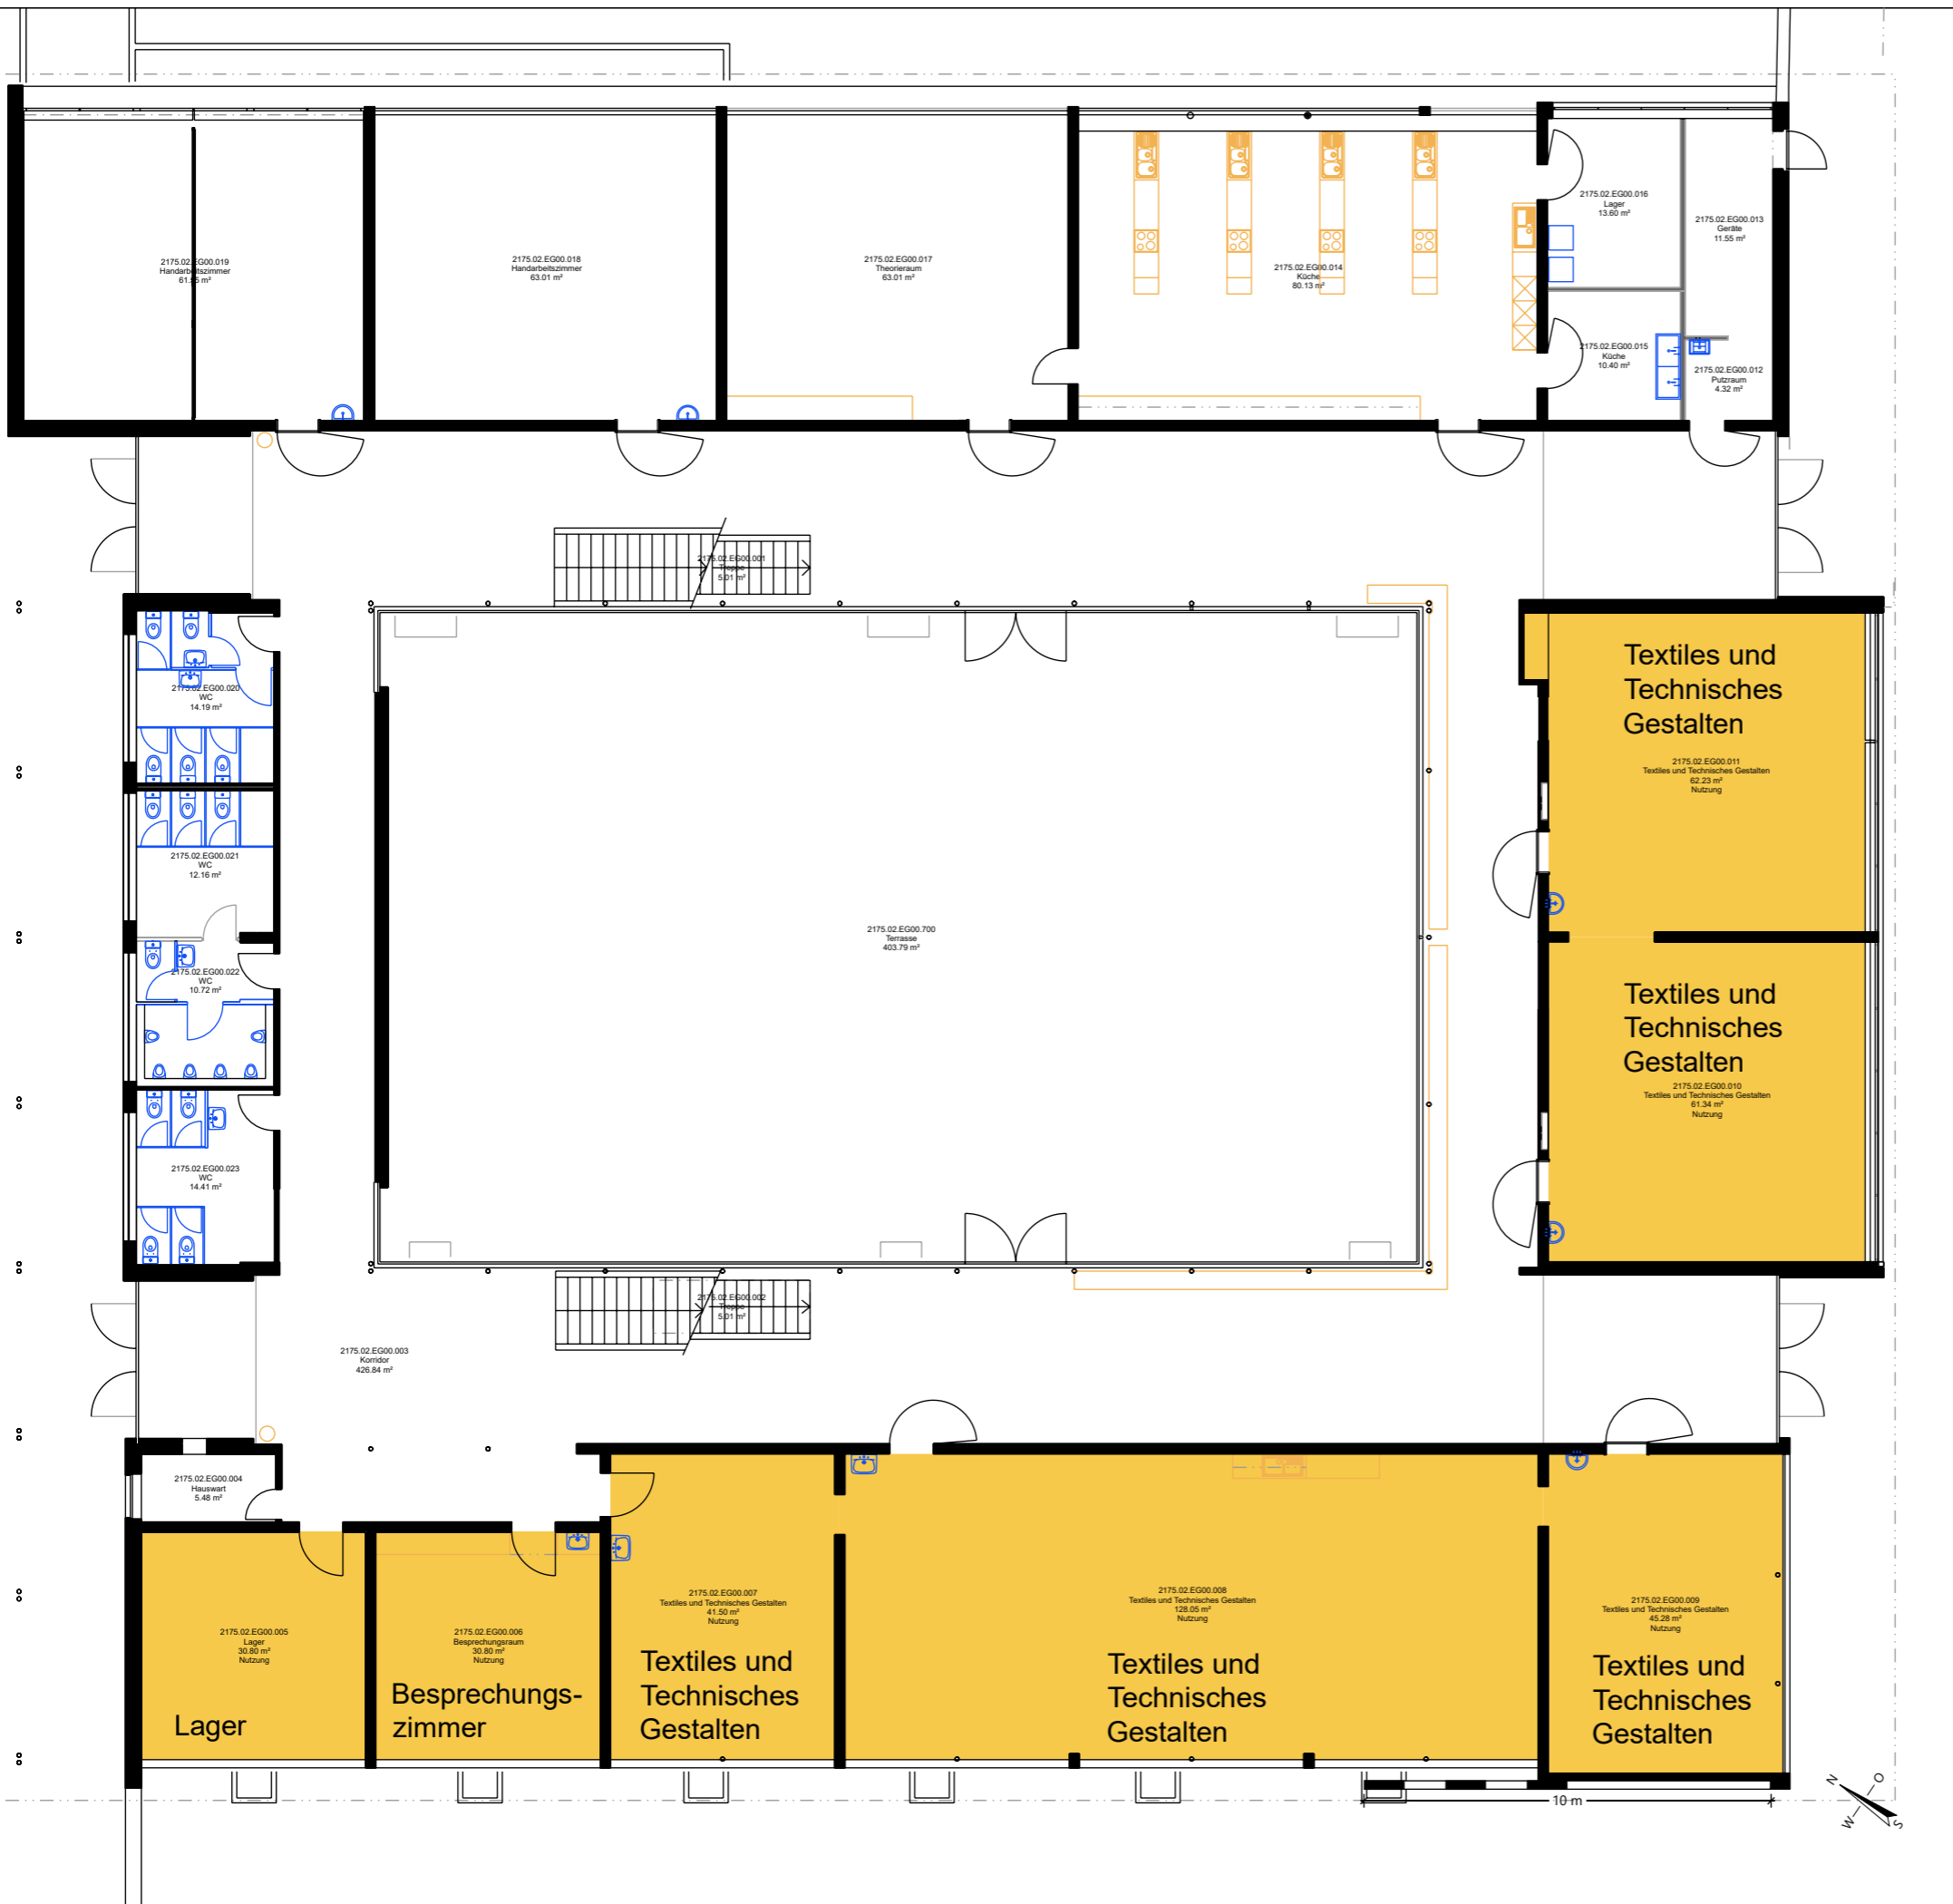 2175.02.EG00.019
Handarbeitszimmer
m²
2175.02.EG00.018
Handarbeitszimmer
63.01 m²
2175.02.EG00.017
Theorieraum
63.01 m²
2175.02.EG00.014
Küche
80.13 m²
2175.02.EG00.016
Lager
13.60 m²
2175.02.EG00.013
Geräte
11.55 m²
2175.02.EG00.015
Küche
10.40 m²
2175.02.EG00.012
Putzraum
4.32 m²
2175.02.EG00.001
Treppe
5.01 m²
2175.02.EG00.020
WC
14.19 m²
Textiles und
Technisches
Gestalten
2175.02.EG00.011
Textiles und Technisches Gestalten
62.23 m²
Nutzung
2175.02.EG00.021
WC
12.16 m²
2175.02.EG00.700
Terrasse
403.79 m²
2175.02.EG00.022
WC
10.72 m²
Textiles und
Technisches
Gestalten
2175.02.EG00.010
Textiles und Technisches Gestalten
61.34 m²
Nutzung
2175.02.EG00.023
WC
14.41 m²
2175.02.EG00.002
Treppe
5.01 m²
2175.02.EG00.003
Korridor
426.84 m²
2175.02.EG00.004
Hauswart
5.48 m²
2175.02.EG00.005
Lager
30.80 m²
Nutzung
Lager
2175.02.EG00.006
Besprechungsraum
30.80 m²
Nutzung
Besprechungs-
zimmer
2175.02.EG00.007
Textiles und Technisches Gestalten
41.50 m²
Nutzung
Textiles und
Technisches
Gestalten
2175.02.EG00.008
Textiles und Technisches Gestalten
128.05 m²
Nutzung
Textiles und
Technisches
Gestalten
2175.02.EG00.009
Textiles und Technisches Gestalten
45.28 m²
Nutzung
Textiles und
Technisches
Gestalten
10 m
N
O
W
S